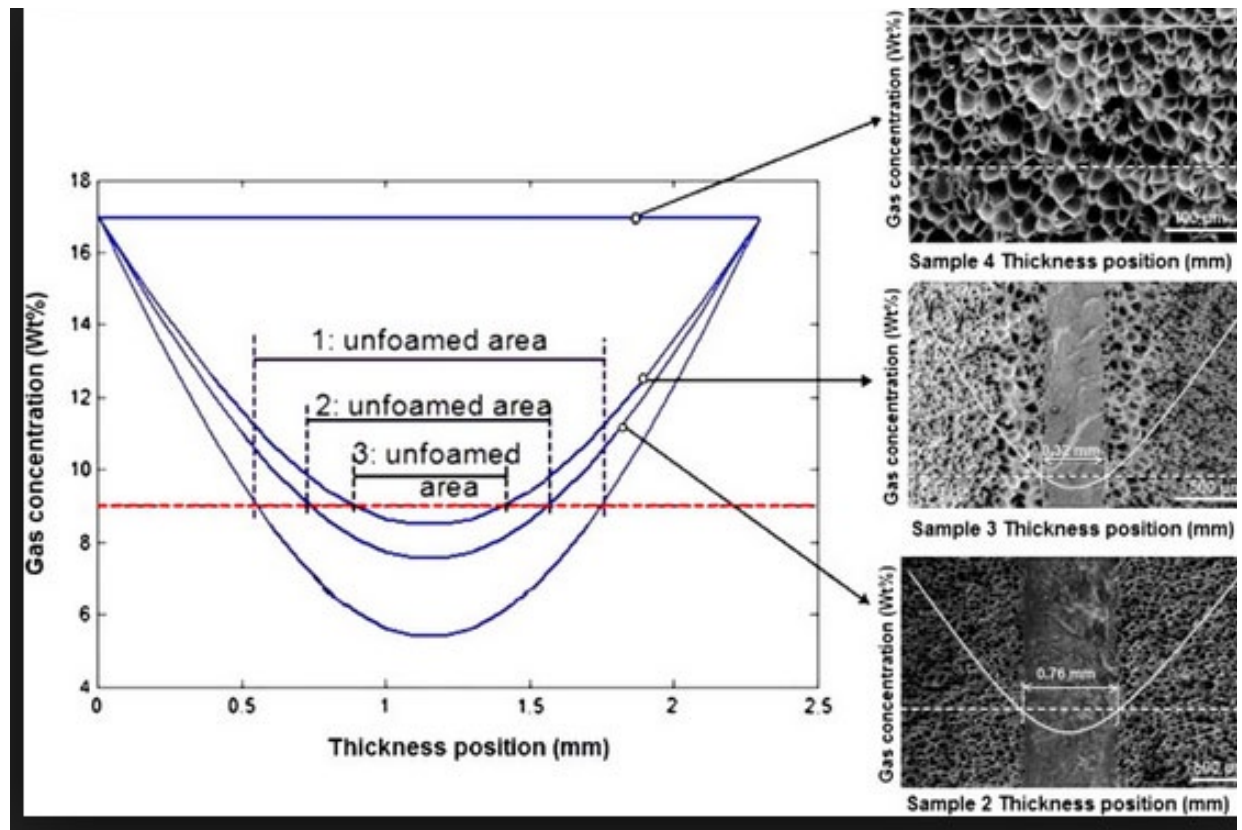 18
16
14
12
10
8
6
4
0
0.5
1
1.5
2
2.5
Gas concentration (Wt%)
Thickness position (mm)
1: unfoamed area
2: unfoamed area
3: unfoamed
area
Gas concentration (Wt%)
100 µm
Sample 4 Thickness position (mm)
Gas concentration (Wt%)
0.32 mm
Sample 3 Thickness position (mm)
Gas concentration (Wt%)
0.76 mm
Sample 2 Thickness position (mm)